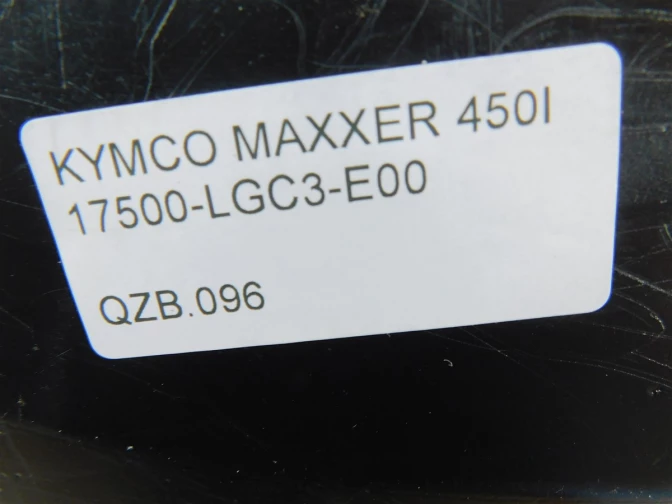 KYMCO MAXXER 450I
17500-LGC3-E00
QZB.096